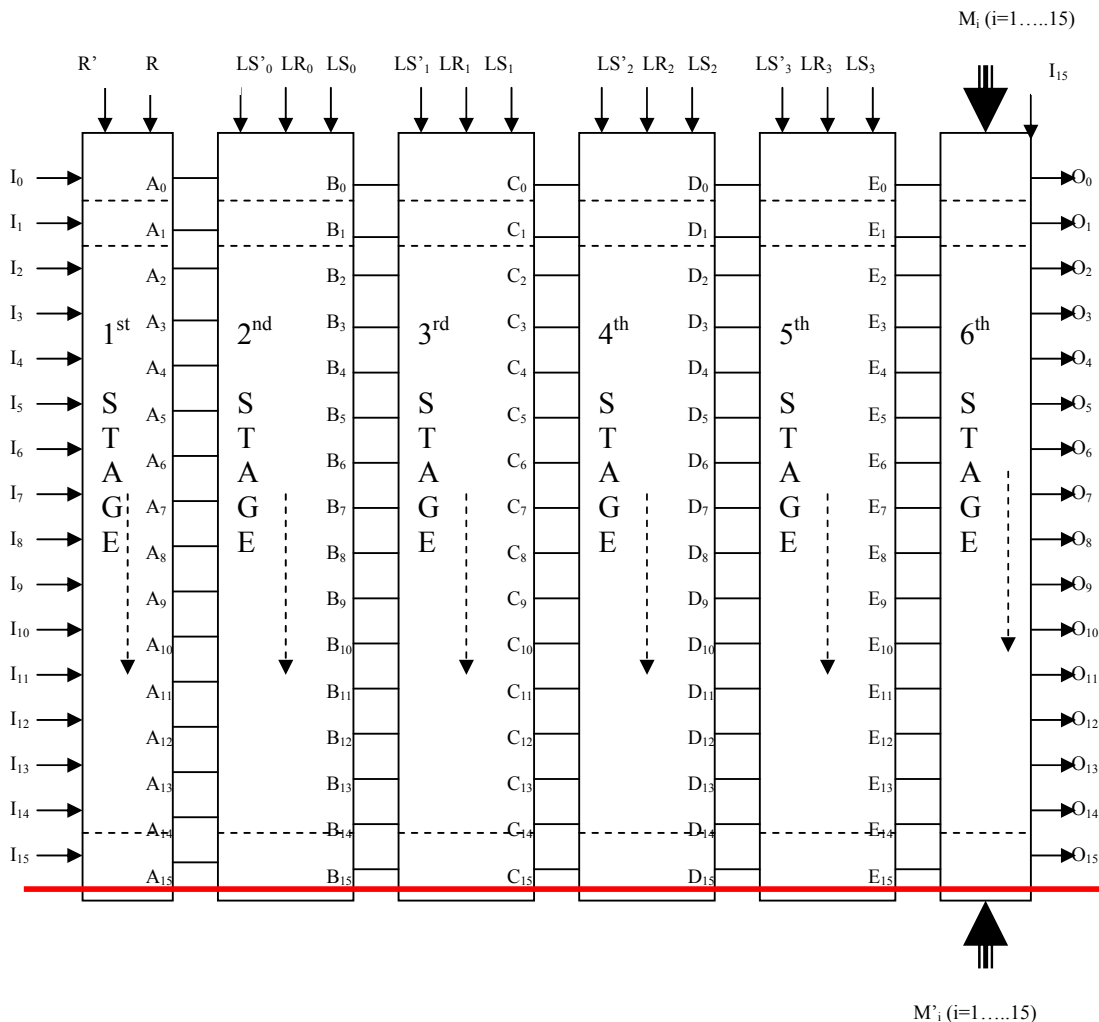 Mᵢ (i=1…..15)
R’ R LS’₀ LR₀ LS₀ LS’₁ LR₁ LS₁ LS’₂ LR₂ LS₂ LS’₃ LR₃ LS₃ I₁₅
I₀ A₀ B₀ C₀ D₀ E₀ O₀
I₁ A₁ B₁ C₁ D₁ E₁ O₁
I₂ A₂ B₂ C₂ D₂ E₂ O₂
I₃ A₃ B₃ C₃ D₃ E₃ O₃
1ˢᵗ 2ⁿᵈ 3ʳᵈ 4ᵗʰ 5ᵗʰ 6ᵗʰ
I₄ A₄ B₄ C₄ D₄ E₄ O₄
I₅ A₅ B₅ C₅ D₅ E₅ O₅
STAGE STAGE STAGE STAGE STAGE STAGE
I₆ A₆ B₆ C₆ D₆ E₆ O₆
I₇ A₇ B₇ C₇ D₇ E₇ O₇
I₈ A₈ B₈ C₈ D₈ E₈ O₈
I₉ A₉ B₉ C₉ D₉ E₉ O₉
I₁₀ A₁₀ B₁₀ C₁₀ D₁₀ E₁₀ O₁₀
I₁₁ A₁₁ B₁₁ C₁₁ D₁₁ E₁₁ O₁₁
I₁₂ A₁₂ B₁₂ C₁₂ D₁₂ E₁₂ O₁₂
I₁₃ A₁₃ B₁₃ C₁₃ D₁₃ E₁₃ O₁₃
I₁₄ A₁₄ B₁₄ C₁₄ D₁₄ E₁₄ O₁₄
I₁₅ A₁₅ B₁₅ C₁₅ D₁₅ E₁₅ O₁₅
M’ᵢ (i=1…..15)